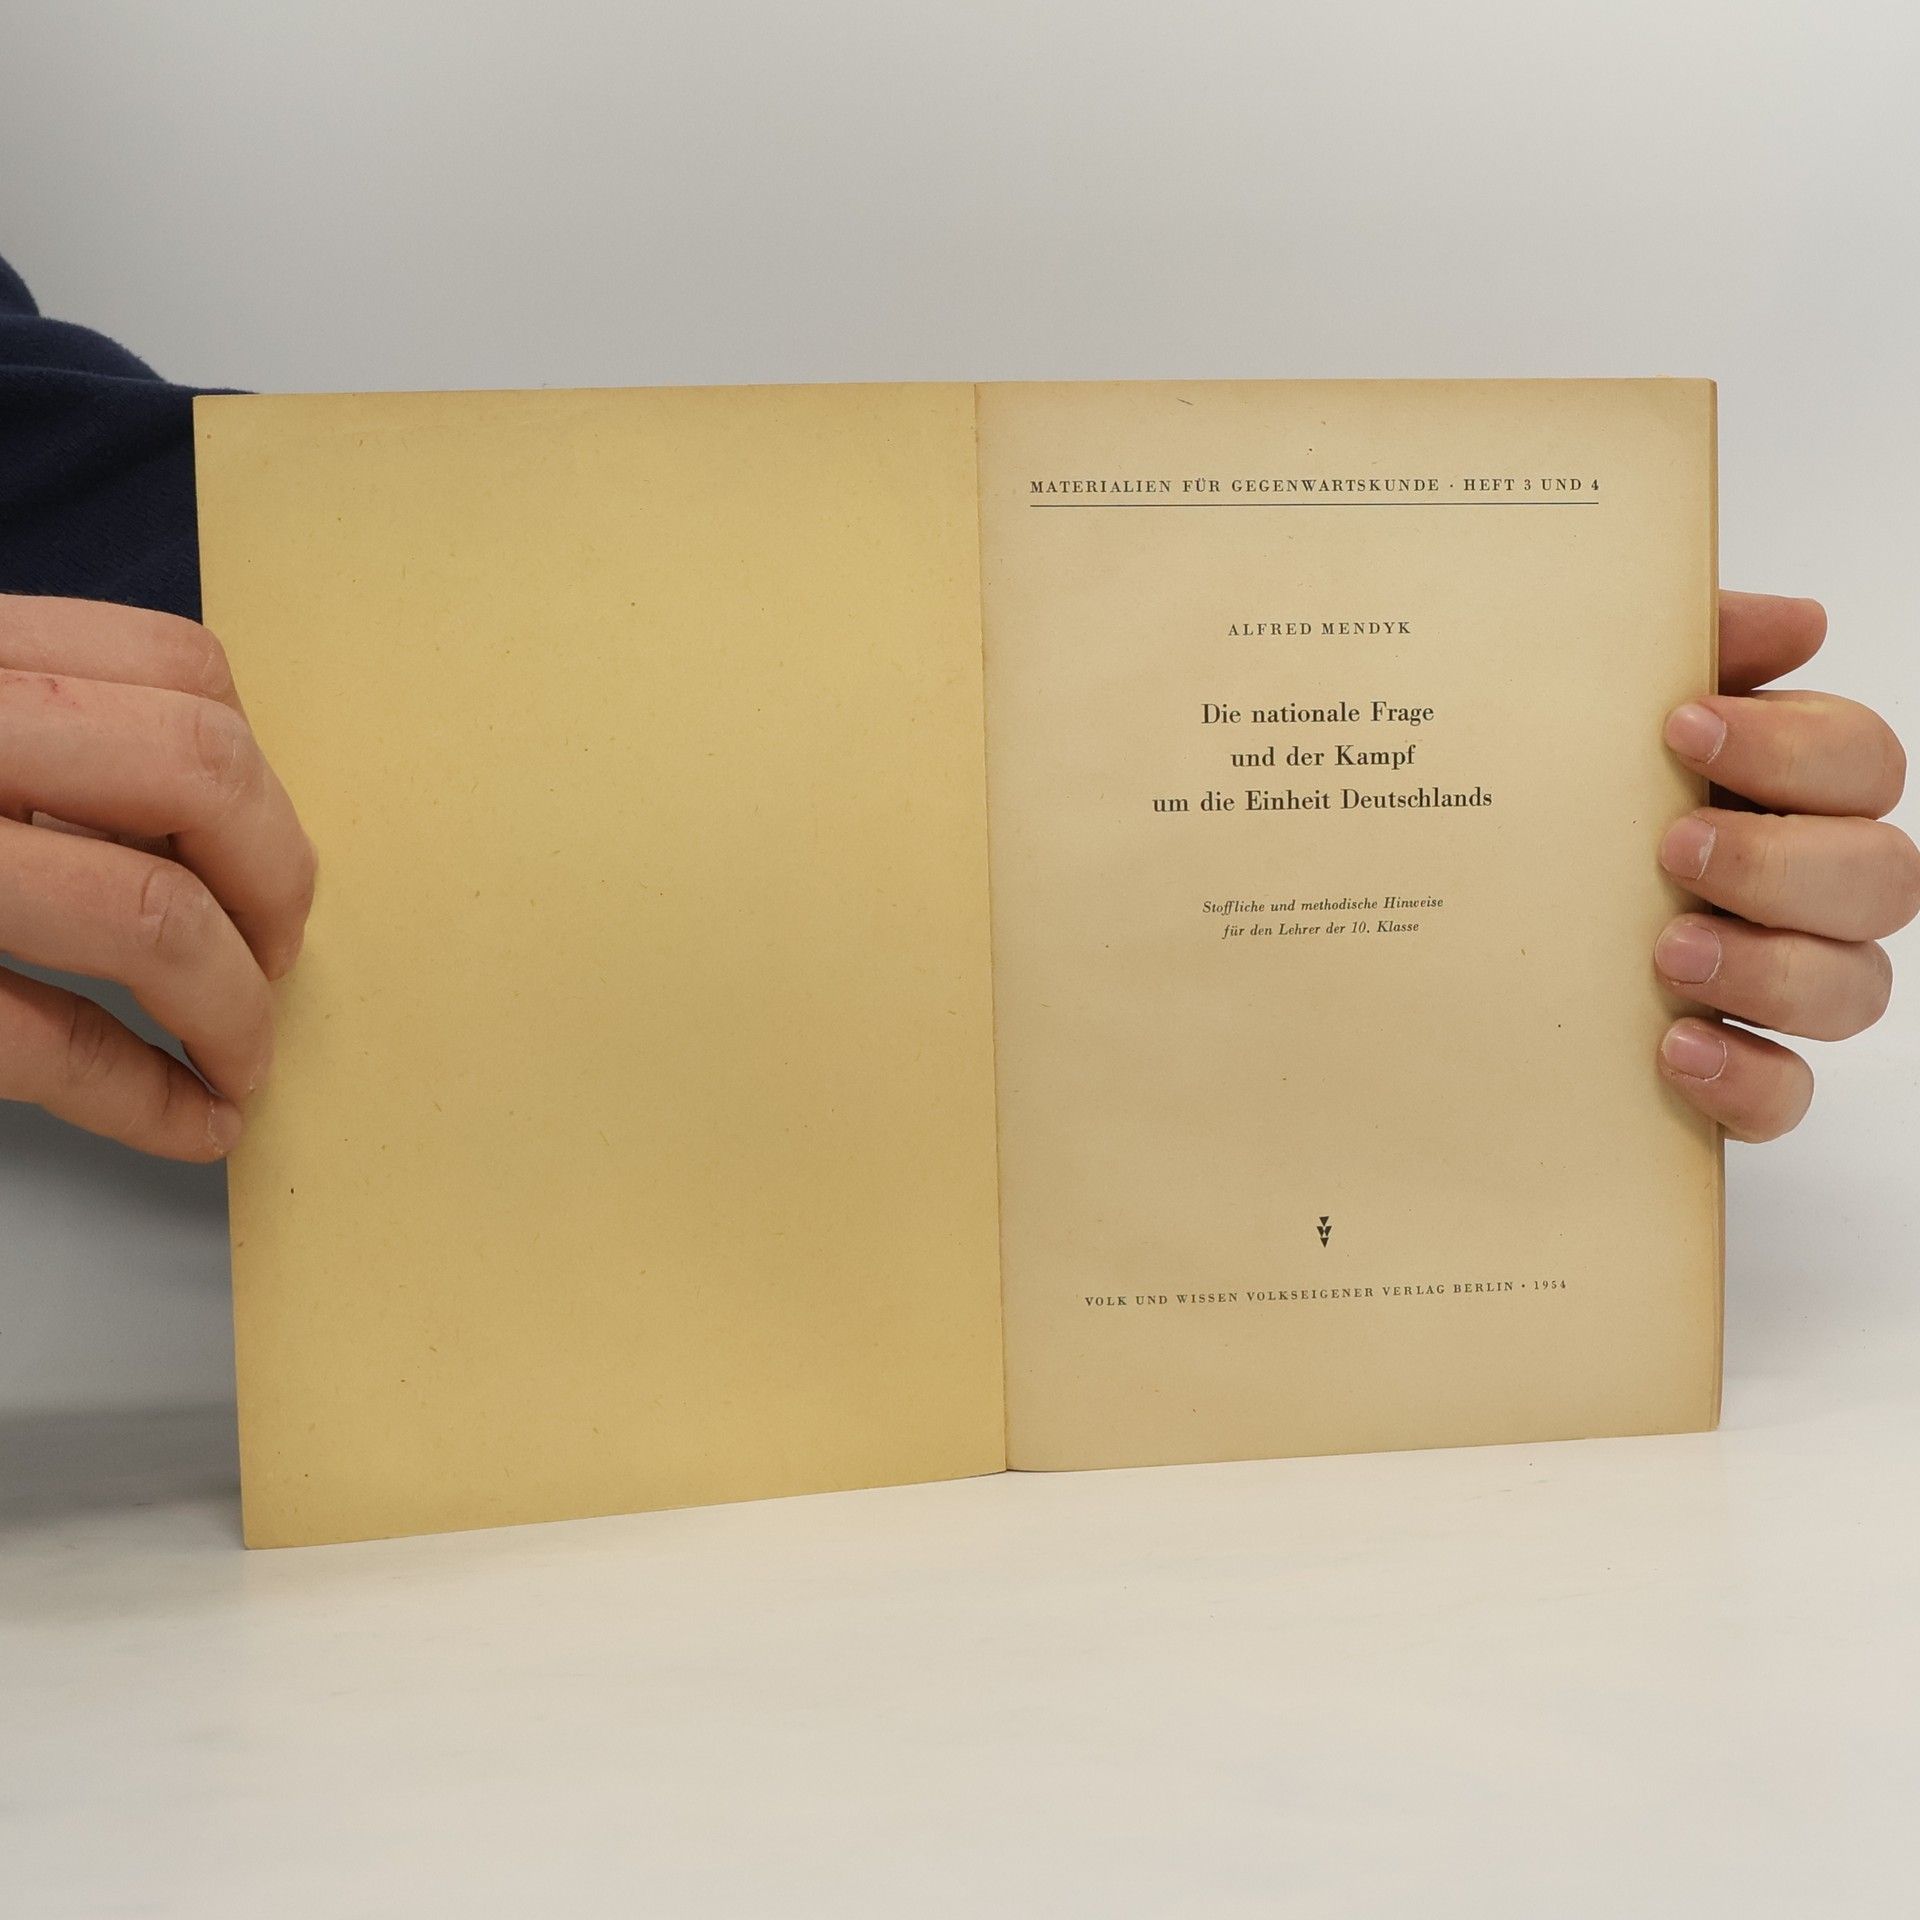 MATERIALIEN FÜR GEGENWARTSKUNDE · HEFT 3 UND 4
ALFRED MENDYK
Die nationale Frage
und der Kampf
um die Einheit Deutschlands
Stoffliche und methodische Hinweise
für den Lehrer der 10. Klasse
VOLK UND WISSEN VOLKSEIGENER VERLAG BERLIN · 1954